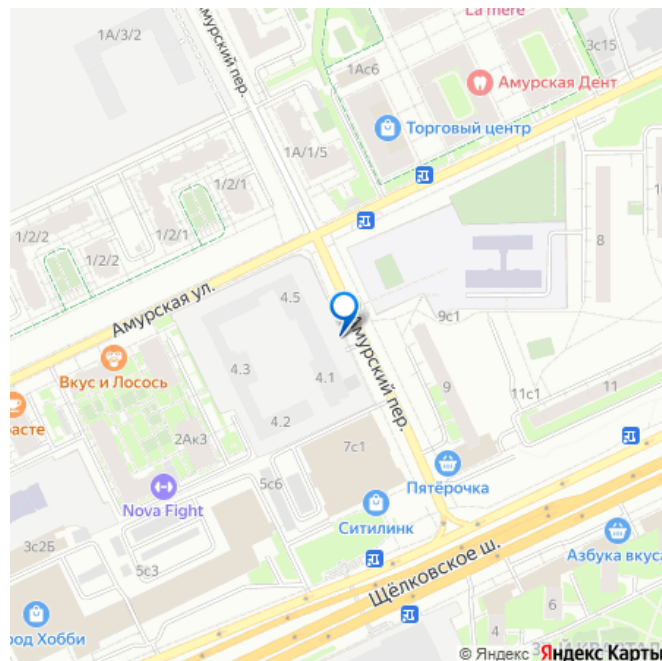 La mere
1А/3/2
3с15
Амурский пер.
1Ас6
Амурская Дент
Торговый центр
1А/1/5
1/2/1
1/2/2
1/2/1
1/2/2
8
Амурская ул.
4.5
9с1
Амурский пер.
Вкус и Лосось
4.3
4.1
9
11с1
11
4.2
2Ак3
7с1
Пятёрочка
5с6
Nova Fight
Ситилинк
3с2Б
5с3
Щёлковское ш.
Азбука вкуса
род Хобби
4
6
© Яндекс Яндекс Карты